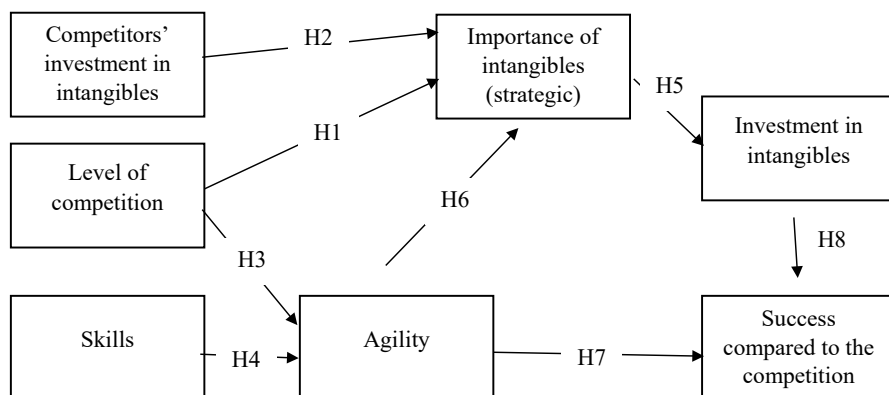 Competitors’
investment in
intangibles
H2
Importance of
intangibles
(strategic)
H5
Investment in
intangibles
H1
Level of
competition
H6
H3
H8
Skills
H4
Agility
H7
Success
compared to the
competition